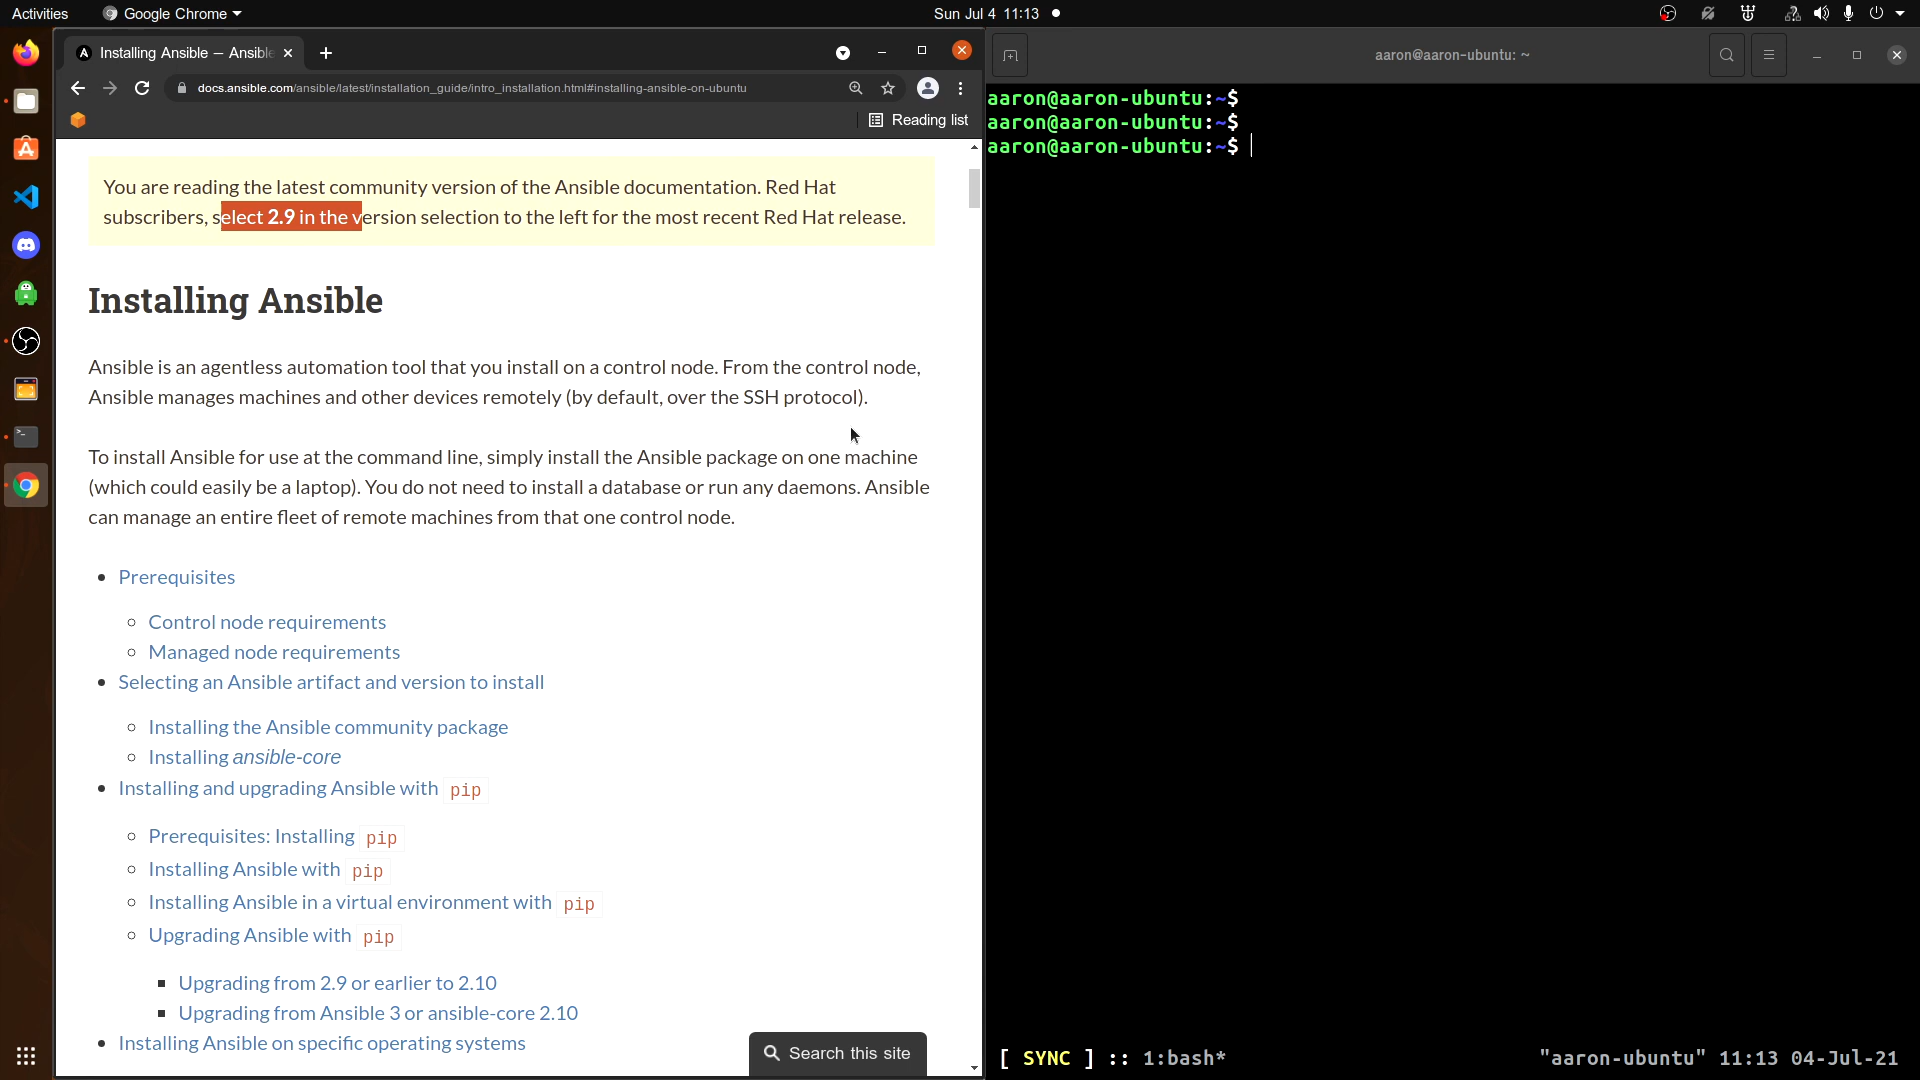 Activities
Google Chrome
Sun Jul 4 11:13
Installing Ansible — Ansible
docs.ansible.com/ansible/latest/installation_guide/intro_installation.html#installing-ansible-on-ubuntu
Reading list
You are reading the latest community version of the Ansible documentation. Red Hat
subscribers, select 2.9 in the version selection to the left for the most recent Red Hat release.
Installing Ansible
Ansible is an agentless automation tool that you install on a control node. From the control node,
Ansible manages machines and other devices remotely (by default, over the SSH protocol).
To install Ansible for use at the command line, simply install the Ansible package on one machine
(which could easily be a laptop). You do not need to install a database or run any daemons. Ansible
can manage an entire fleet of remote machines from that one control node.
Prerequisites
Control node requirements
Managed node requirements
Selecting an Ansible artifact and version to install
Installing the Ansible community package
Installing ansible-core
Installing and upgrading Ansible with pip
Prerequisites: Installing pip
Installing Ansible with pip
Installing Ansible in a virtual environment with pip
Upgrading Ansible with pip
Upgrading from 2.9 or earlier to 2.10
Upgrading from Ansible 3 or ansible-core 2.10
Installing Ansible on specific operating systems
Search this site
aaron@aaron-ubuntu: ~
aaron@aaron-ubuntu:~$
aaron@aaron-ubuntu:~$
aaron@aaron-ubuntu:~$
[ SYNC ] :: 1:bash*
"aaron-ubuntu" 11:13 04-Jul-21